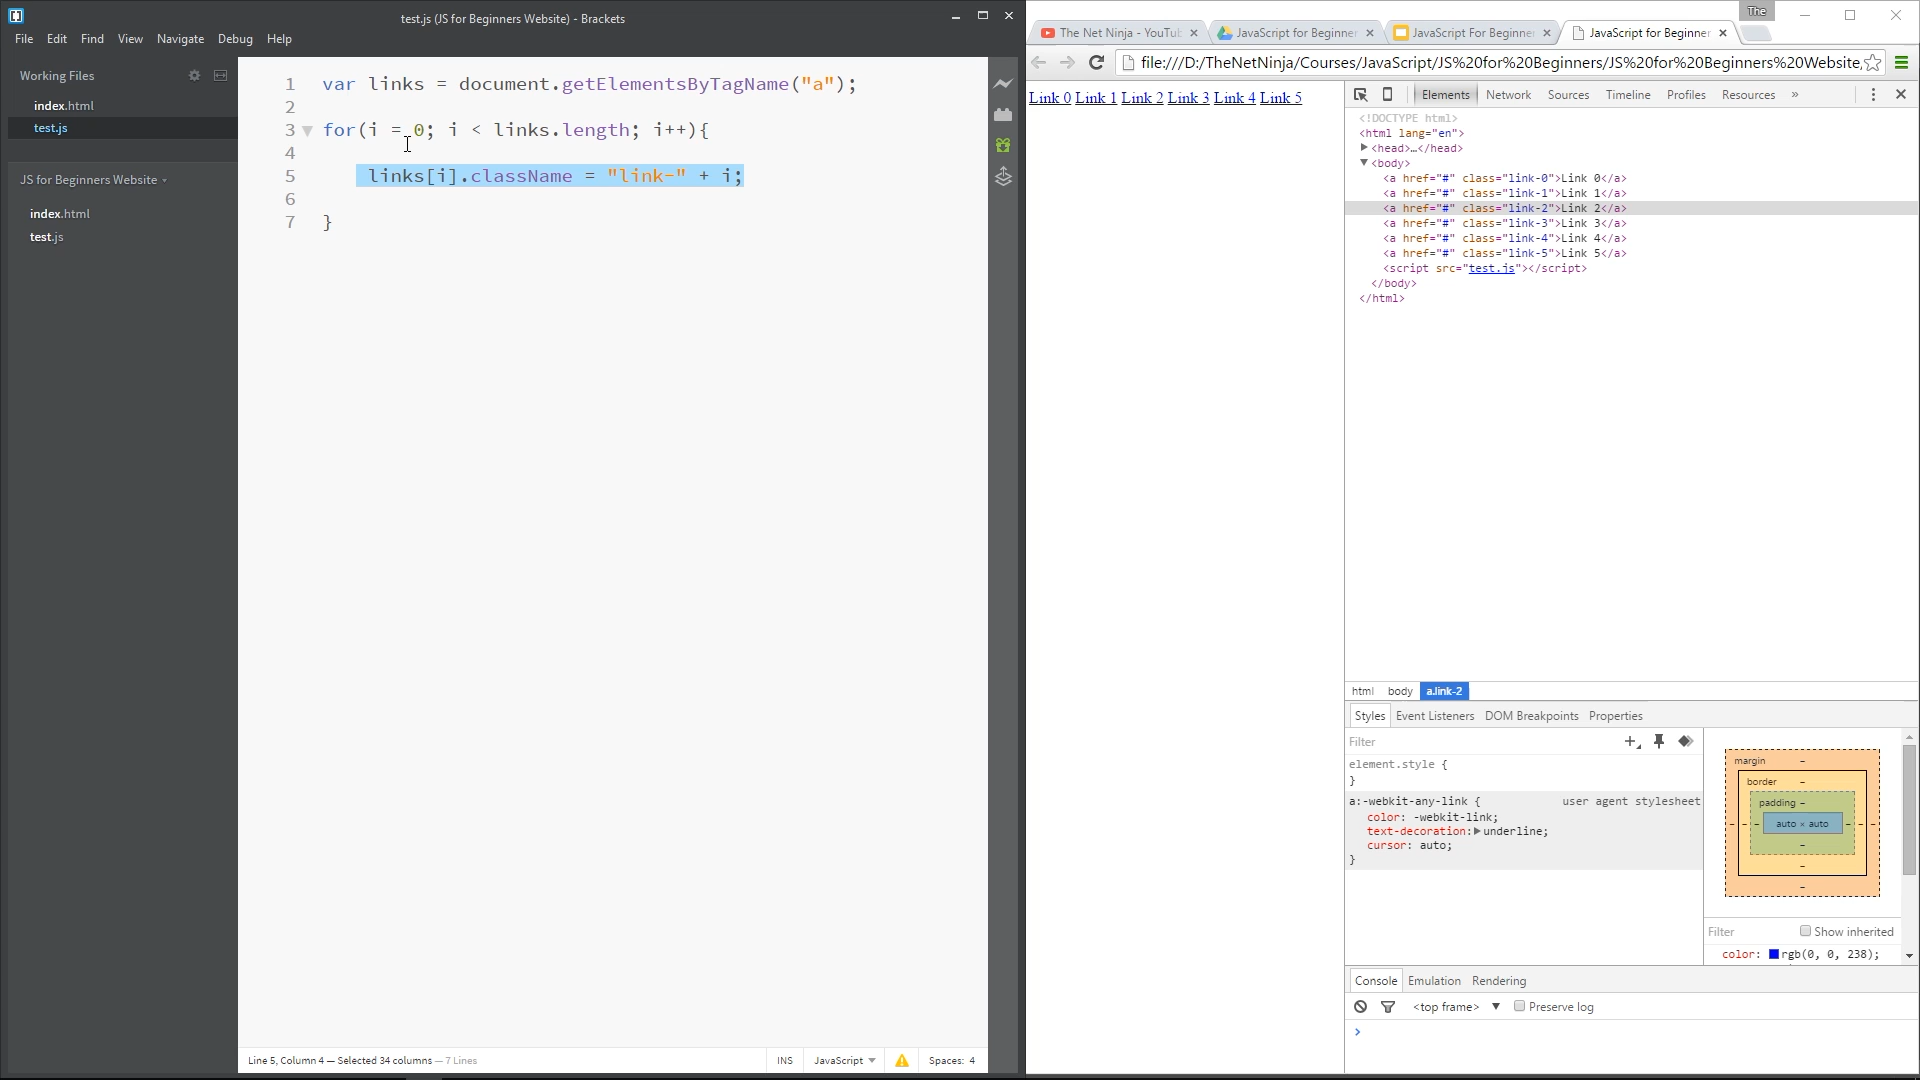 test.js (JS for Beginners Website) - Brackets
File Edit Find View Navigate Debug Help
Working Files
index.html
test.js
JS for Beginners Website
index.html
test.js
1 var links = document.getElementsByTagName("a");
2
3 for(i = 0; i < links.length; i++){
4
5 links[i].className = "link-" + i;
6
7 }
Line 5, Column 4 — Selected 34 columns — 7 Lines
INS JavaScript Spaces: 4
The
The Net Ninja - YouTub JavaScript for Beginner JavaScript For Beginner JavaScript for Beginner
file:///D:/TheNetNinja/Courses/JavaScript/JS%20for%20Beginners/JS%20for%20Beginners%20Website
Link 0 Link 1 Link 2 Link 3 Link 4 Link 5
Elements Network Sources Timeline Profiles Resources »
<!DOCTYPE html>
<html lang="en">
<head>…</head>
<body>
<a href="#" class="link-0">Link 0</a>
<a href="#" class="link-1">Link 1</a>
<a href="#" class="link-2">Link 2</a>
<a href="#" class="link-3">Link 3</a>
<a href="#" class="link-4">Link 4</a>
<a href="#" class="link-5">Link 5</a>
<script src="test.js"></script>
</body>
</html>
html body a.link-2
Styles Event Listeners DOM Breakpoints Properties
Filter
element.style {
}
a:-webkit-any-link { user agent stylesheet
color: -webkit-link;
text-decoration: underline;
cursor: auto;
}
margin –
border –
padding –
– – – auto × auto – – –
–
–
–
Filter Show inherited
color: rgb(0, 0, 238);
Console Emulation Rendering
<top frame> Preserve log
>